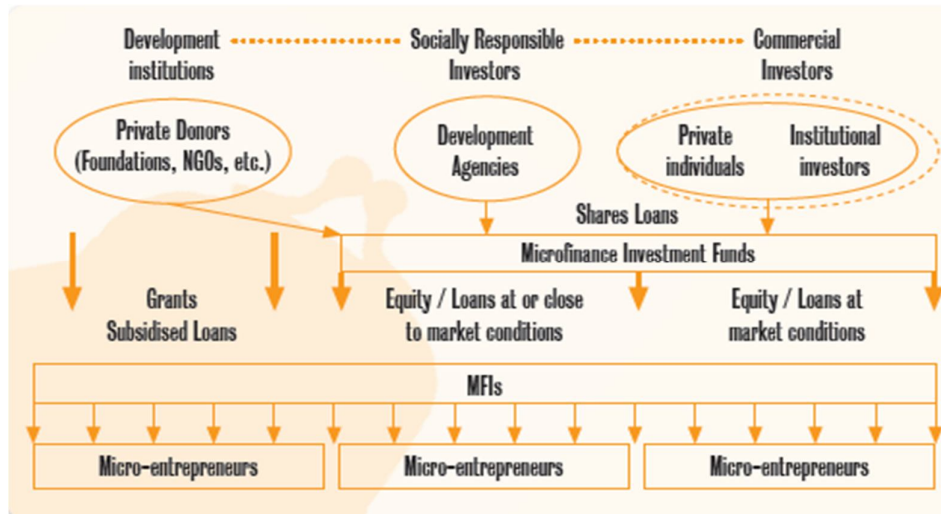 Development
institutions
Socially Responsible
Investors
Commercial
Investors
Private Donors
(Foundations, NGOs, etc.)
Development
Agencies
Private
individuals
Institutional
investors
Shares Loans
Microfinance Investment Funds
Grants
Subsidised Loans
Equity / Loans at or close
to market conditions
Equity / Loans at
market conditions
MFIs
Micro-entrepreneurs
Micro-entrepreneurs
Micro-entrepreneurs